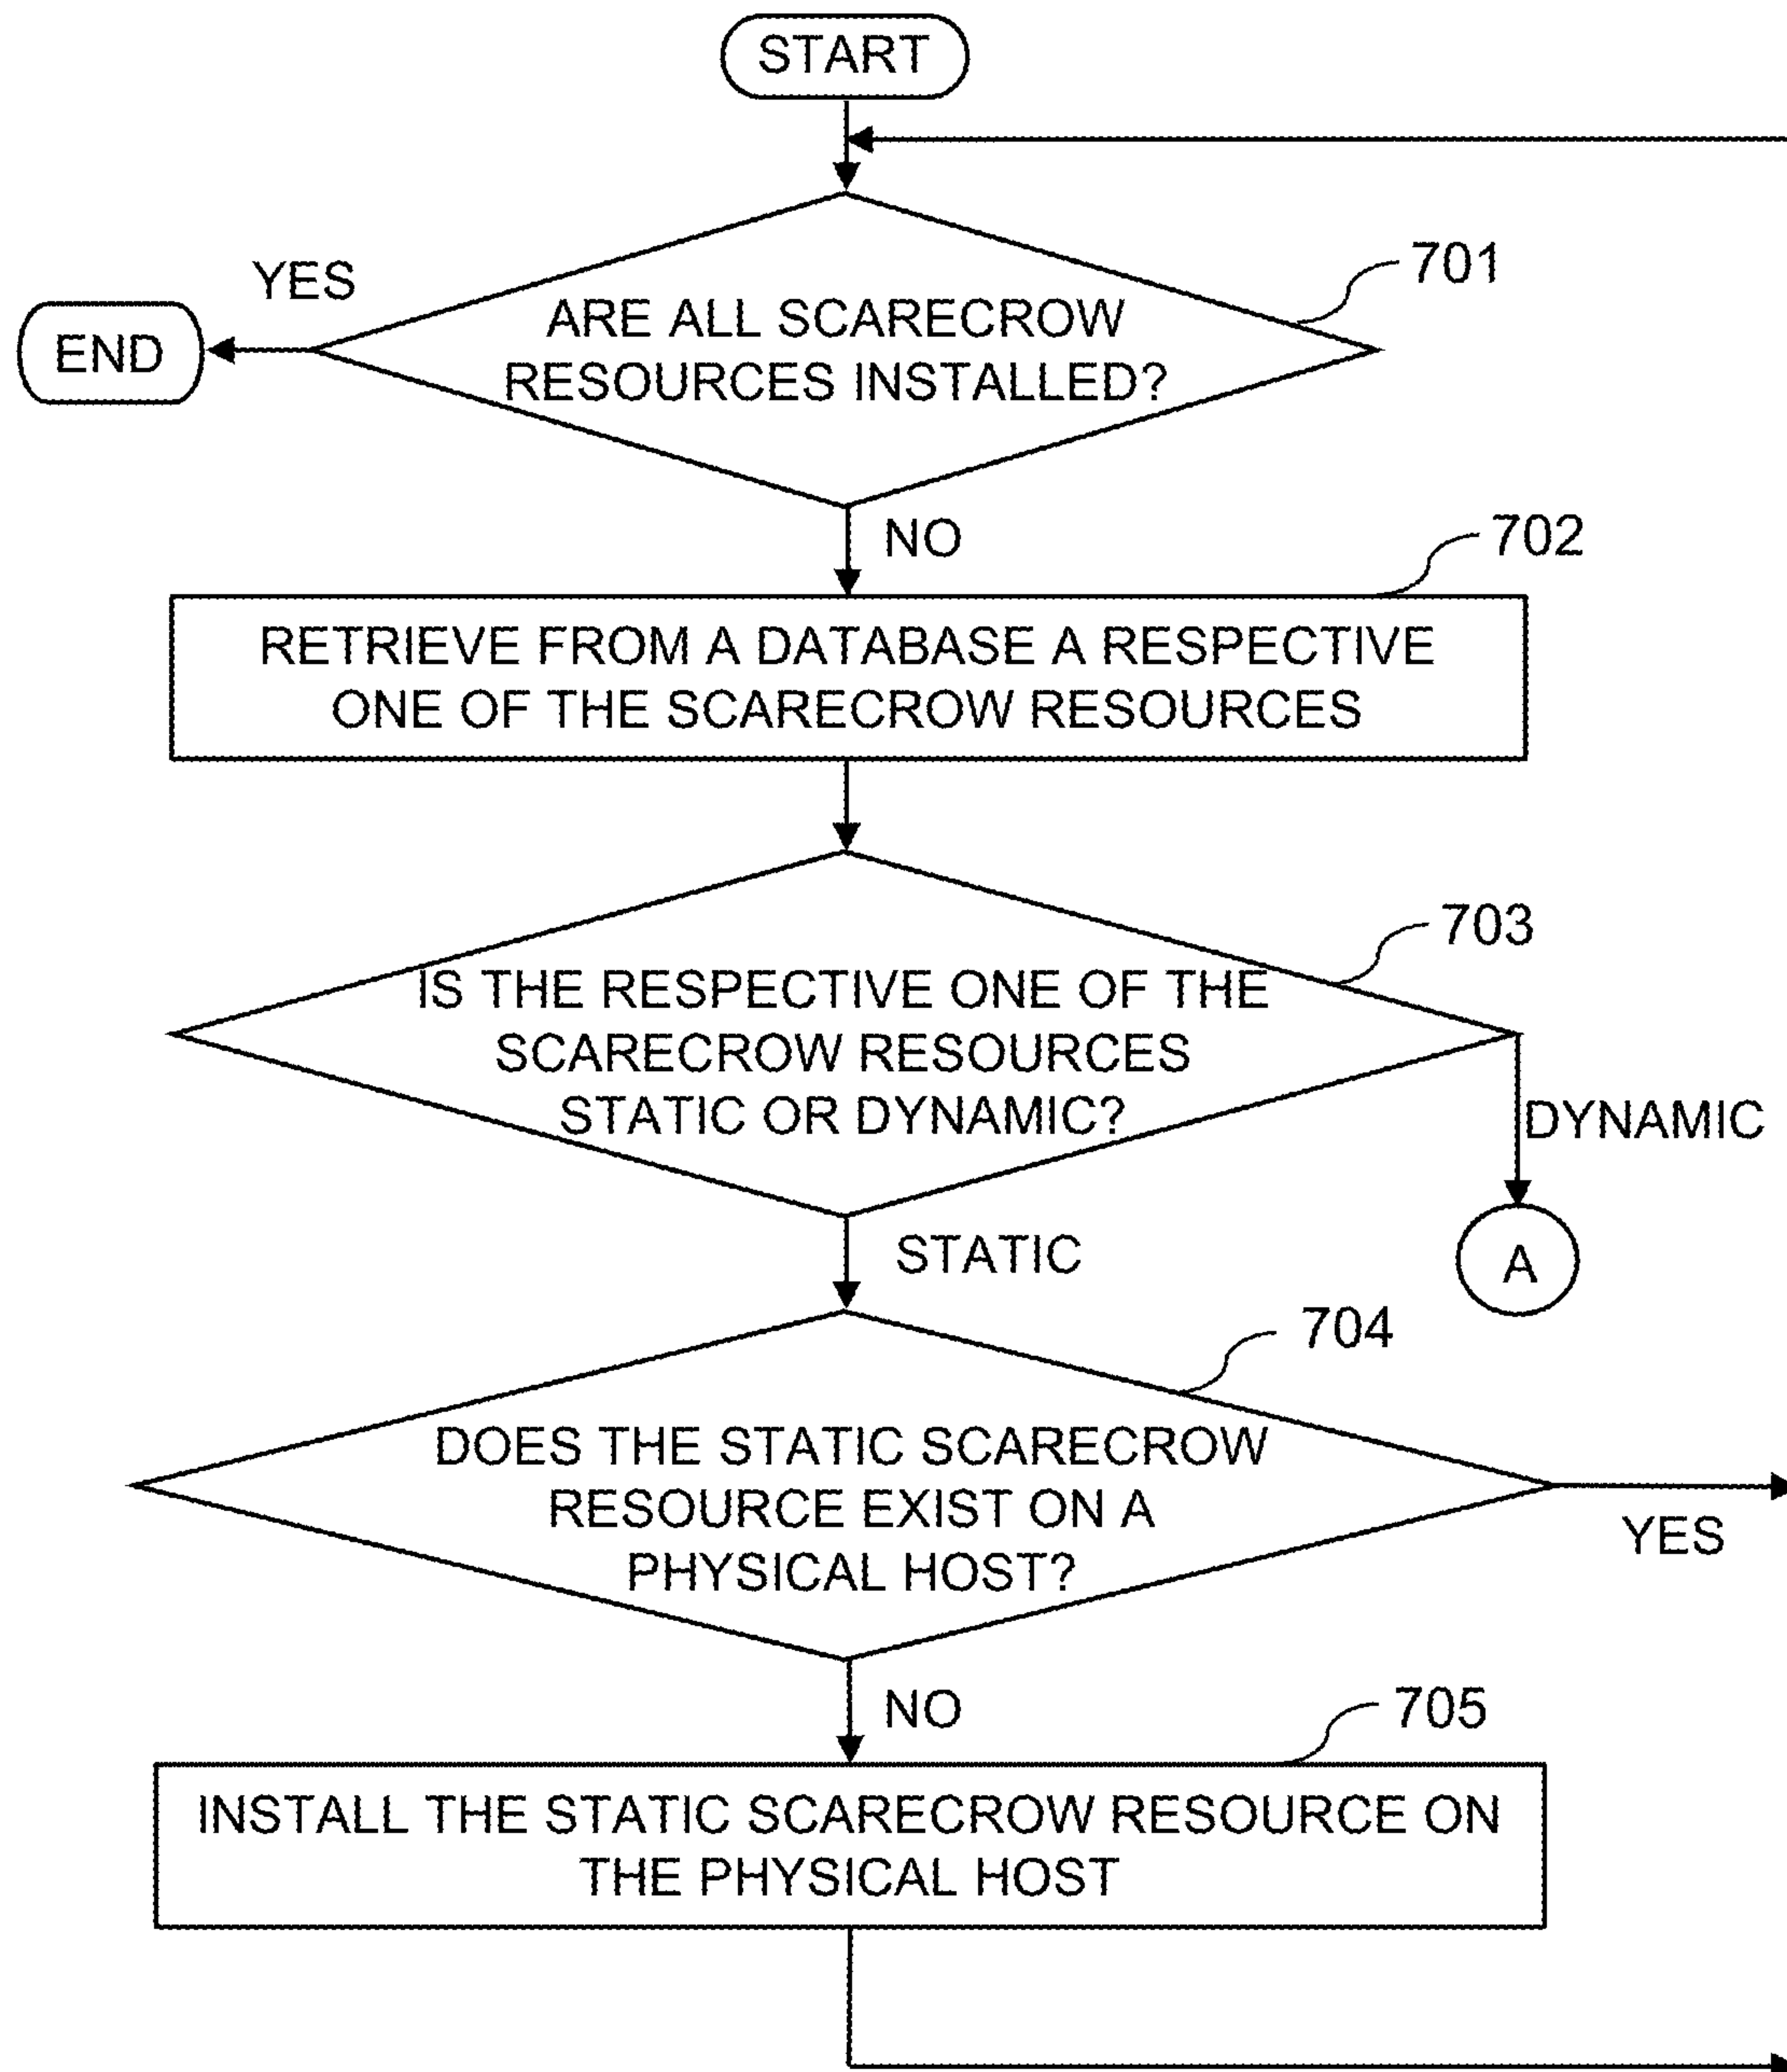 START
701
YES
END
ARE ALL SCARECROW
RESOURCES INSTALLED?
NO
702
RETRIEVE FROM A DATABASE A RESPECTIVE
ONE OF THE SCARECROW RESOURCES
703
IS THE RESPECTIVE ONE OF THE
SCARECROW RESOURCES
STATIC OR DYNAMIC?
DYNAMIC
STATIC
A
704
DOES THE STATIC SCARECROW
RESOURCE EXIST ON A
PHYSICAL HOST?
YES
NO
705
INSTALL THE STATIC SCARECROW RESOURCE ON
THE PHYSICAL HOST